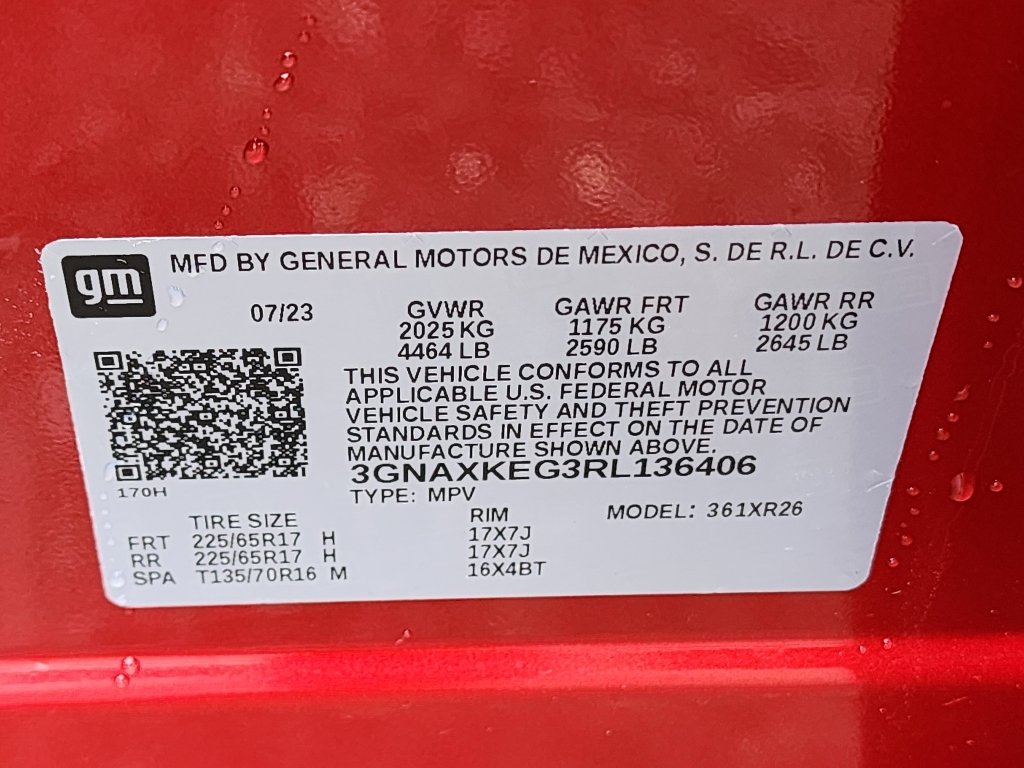 gm
MFD BY GENERAL MOTORS DE MEXICO, S. DE R.L. DE C.V.
07/23 GVWR GAWR FRT GAWR RR
2025 KG 1175 KG 1200 KG
4464 LB 2590 LB 2645 LB
THIS VEHICLE CONFORMS TO ALL
APPLICABLE U.S. FEDERAL MOTOR
VEHICLE SAFETY AND THEFT PREVENTION
STANDARDS IN EFFECT ON THE DATE OF
MANUFACTURE SHOWN ABOVE.
3GNAXKEG3RL136406
170H
TYPE: MPV
TIRE SIZE RIM MODEL: 361XR26
FRT 225/65R17 H 17X7J
RR 225/65R17 H 17X7J
SPA T135/70R16 M 16X4BT